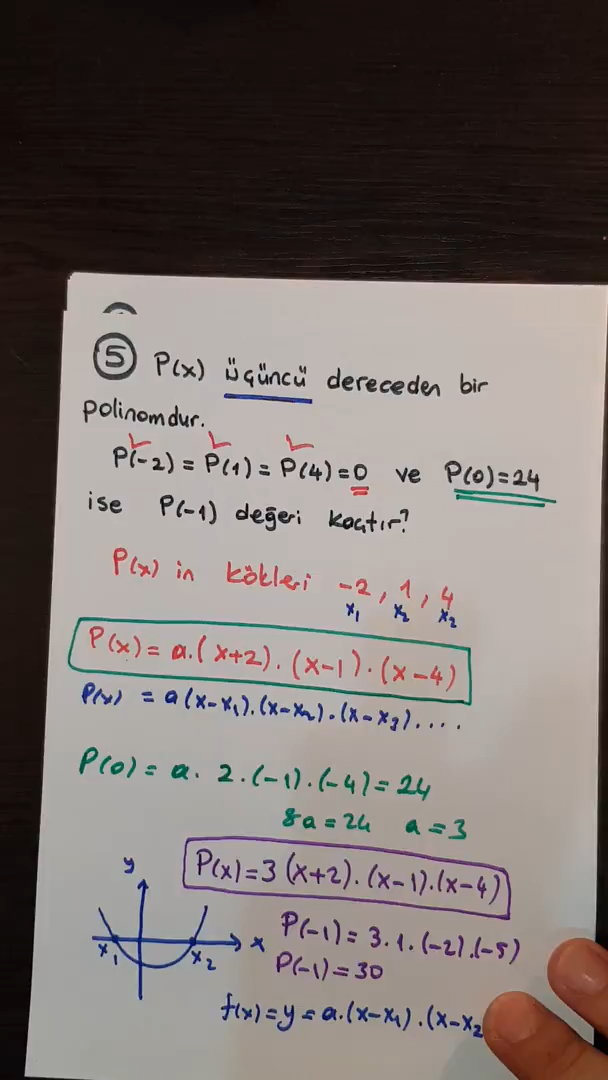 5 P(x) üçüncü dereceden bir
polinomdur.
P(-2) = P(1) = P(4) = 0 ve P(0)=24
ise P(-1) değeri kaçtır?
P(x) in kökleri -2, 1, 4
x₁ x₂ x₂
P(x) = a.(x+2).(x-1).(x-4)
P(x) = a(x-x₁).(x-x₂).(x-x₃)....
P(0) = a. 2.(-1).(-4) = 24
8a = 24 a = 3
P(x) = 3(x+2).(x-1).(x-4)
y
x₁ x₂ x
P(-1) = 3.1.(-2).(-5)
P(-1) = 30
f(x) = y = a.(x-x₁).(x-x₂